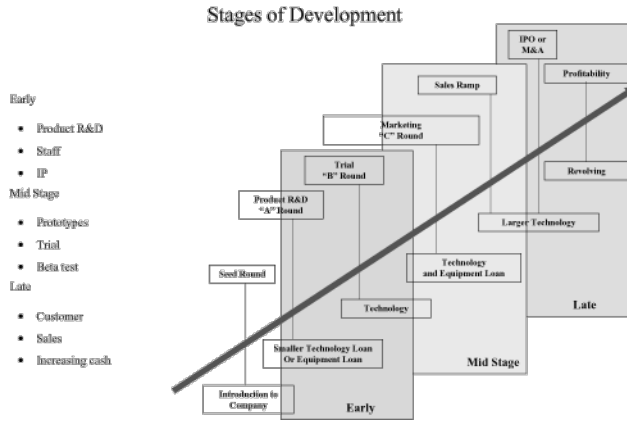 Stages of Development
Early
• Product R&D
• Staff
• IP
Mid Stage
• Prototypes
• Trial
• Beta test
Late
• Customer
• Sales
• Increasing cash
IPO or
M&A
Profitability
Sales Ramp
Marketing
“C” Round
Trial
“B” Round
Revolving
Product R&D
“A” Round
Larger Technology
Seed Round
Technology
and Equipment Loan
Technology
Late
Smaller Technology Loan
Or Equipment Loan
Mid Stage
Introduction to
Company
Early